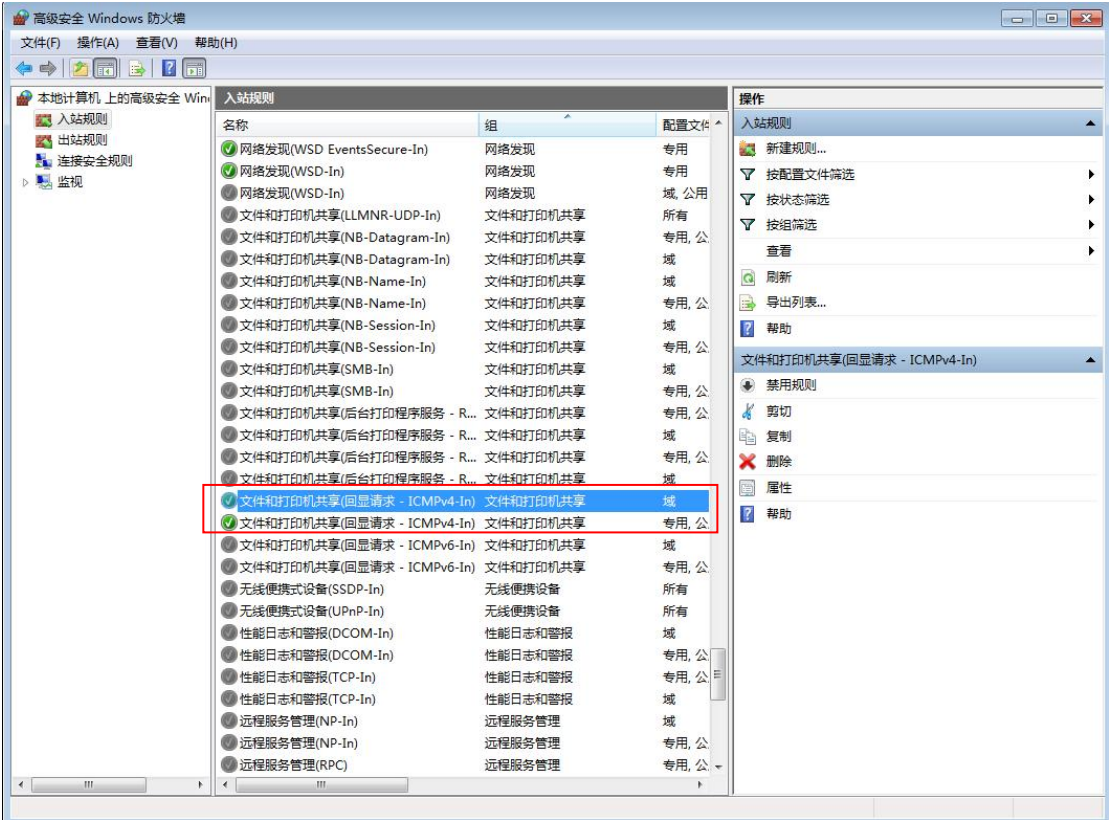 高级安全 Windows 防火墙
文件(F) 操作(A) 查看(V) 帮助(H)
本地计算机 上的高级安全 Win
入站规则
出站规则
连接安全规则
监视
入站规则
名称 组 配置文件
网络发现(WSD EventsSecure-In) 网络发现 专用
网络发现(WSD-In) 网络发现 专用
网络发现(WSD-In) 网络发现 域, 公用
文件和打印机共享(LLMNR-UDP-In) 文件和打印机共享 所有
文件和打印机共享(NB-Datagram-In) 文件和打印机共享 专用, 公
文件和打印机共享(NB-Datagram-In) 文件和打印机共享 域
文件和打印机共享(NB-Name-In) 文件和打印机共享 域
文件和打印机共享(NB-Name-In) 文件和打印机共享 专用, 公
文件和打印机共享(NB-Session-In) 文件和打印机共享 域
文件和打印机共享(NB-Session-In) 文件和打印机共享 专用, 公
文件和打印机共享(SMB-In) 文件和打印机共享 域
文件和打印机共享(SMB-In) 文件和打印机共享 专用, 公
文件和打印机共享(后台打印程序服务 - R... 文件和打印机共享 专用, 公
文件和打印机共享(后台打印程序服务 - R... 文件和打印机共享 域
文件和打印机共享(后台打印程序服务 - R... 文件和打印机共享 专用, 公
文件和打印机共享(后台打印程序服务 - R... 文件和打印机共享 域
文件和打印机共享(回显请求 - ICMPv4-In) 文件和打印机共享 域
文件和打印机共享(回显请求 - ICMPv4-In) 文件和打印机共享 专用, 公
文件和打印机共享(回显请求 - ICMPv6-In) 文件和打印机共享 域
文件和打印机共享(回显请求 - ICMPv6-In) 文件和打印机共享 专用, 公
无线便携式设备(SSDP-In) 无线便携设备 所有
无线便携式设备(UPnP-In) 无线便携设备 所有
性能日志和警报(DCOM-In) 性能日志和警报 域
性能日志和警报(DCOM-In) 性能日志和警报 专用, 公
性能日志和警报(TCP-In) 性能日志和警报 专用, 公
性能日志和警报(TCP-In) 性能日志和警报 域
远程服务管理(NP-In) 远程服务管理 域
远程服务管理(NP-In) 远程服务管理 专用, 公
远程服务管理(RPC) 远程服务管理 专用, 公
操作
入站规则
新建规则...
按配置文件筛选
按状态筛选
按组筛选
查看
刷新
导出列表...
帮助
文件和打印机共享(回显请求 - ICMPv4-In)
禁用规则
剪切
复制
删除
属性
帮助